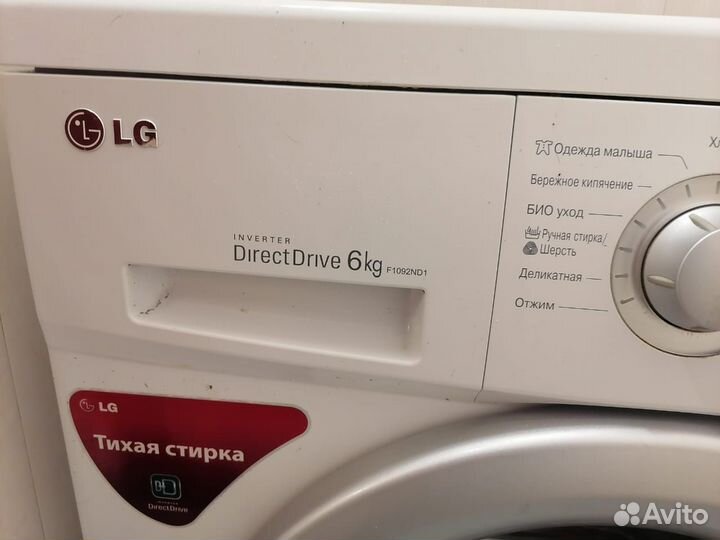 LG
INVERTER
DirectDrive 6kg F1092ND1
Одежда малыша
Бережное кипячение
БИО уход
Ручная стирка/
Шерсть
Деликатная
Отжим
LG
Тихая стирка
DirectDrive
Avito